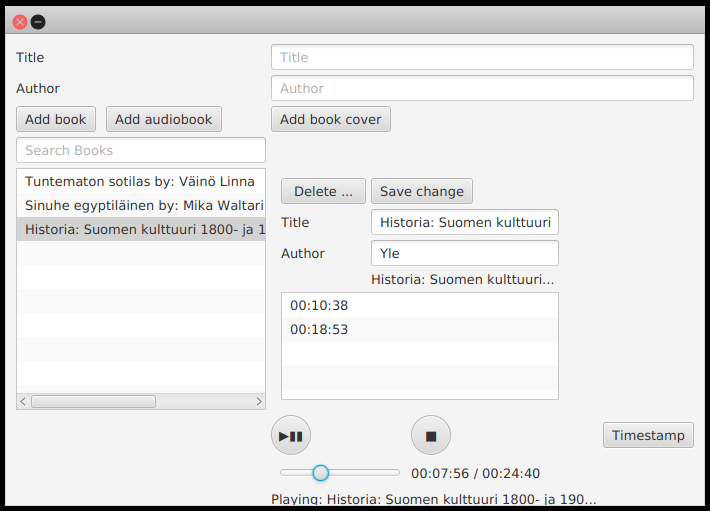 Title
Title
Author
Author
Add book
Add audiobook
Add book cover
Search Books
Tuntematon sotilas by: Väinö Linna
Sinuhe egyptiläinen by: Mika Waltari
Historia: Suomen kulttuuri 1800- ja 1
Delete ...
Save change
Title
Historia: Suomen kulttuuri
Author
Yle
Historia: Suomen kulttuuri...
00:10:38
00:18:53
Timestamp
00:07:56 / 00:24:40
Playing: Historia: Suomen kulttuuri 1800- ja 190...